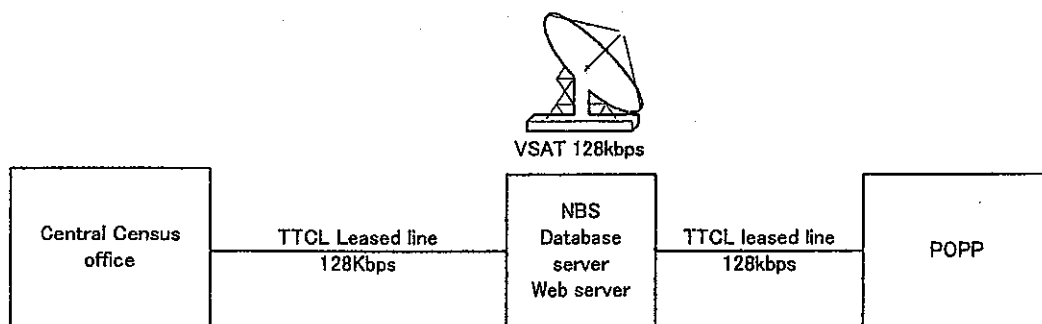 VSAT 128kbps
Central Census
office
TTCL Leased line
128Kbps
NBS
Database
server
Web server
TTCL leased line
128kbps
POPP